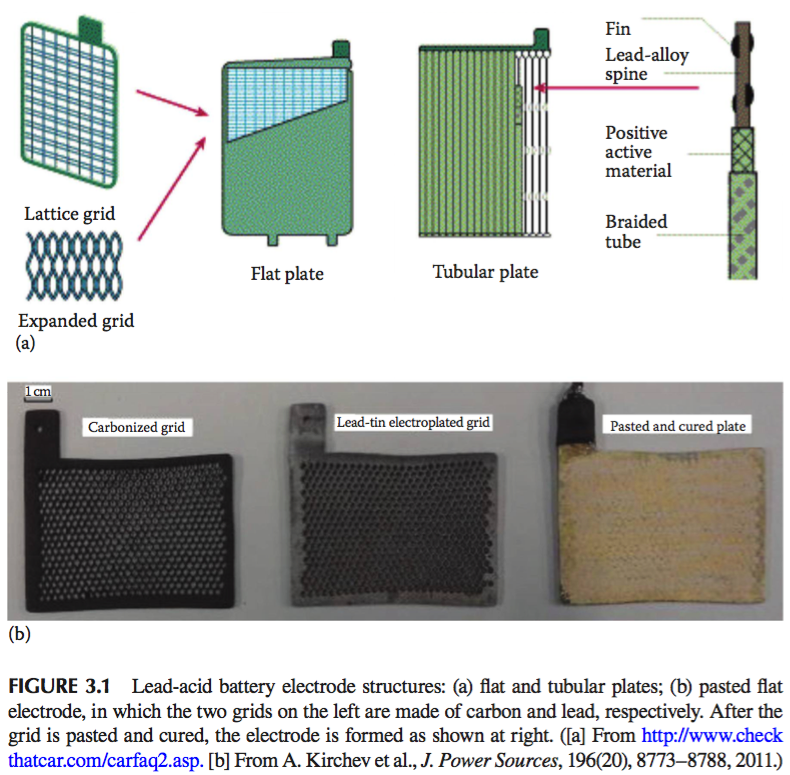 Fin
Lead-alloy
spine
Positive
active
material
Braided
tube
Lattice grid
Expanded grid
Flat plate
Tubular plate
(a)
1 cm
Carbonized grid
Lead-tin electroplated grid
Pasted and cured plate
(b)
FIGURE 3.1 Lead-acid battery electrode structures: (a) flat and tubular plates; (b) pasted flat
electrode, in which the two grids on the left are made of carbon and lead, respectively. After the
grid is pasted and cured, the electrode is formed as shown at right. ([a] From http://www.check
thatcar.com/carfaq2.asp. [b] From A. Kirchev et al., J. Power Sources, 196(20), 8773–8788, 2011.)